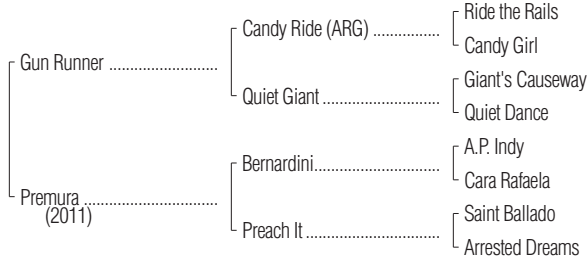 Ride the Rails
Candy Ride (ARG) ................
Candy Girl
Gun Runner ..........................
Giant's Causeway
Quiet Giant ............................
Quiet Dance
A.P. Indy
Bernardini..............................
Cara Rafaela
Premura ................................
(2011)
Saint Ballado
Preach It ................................
Arrested Dreams